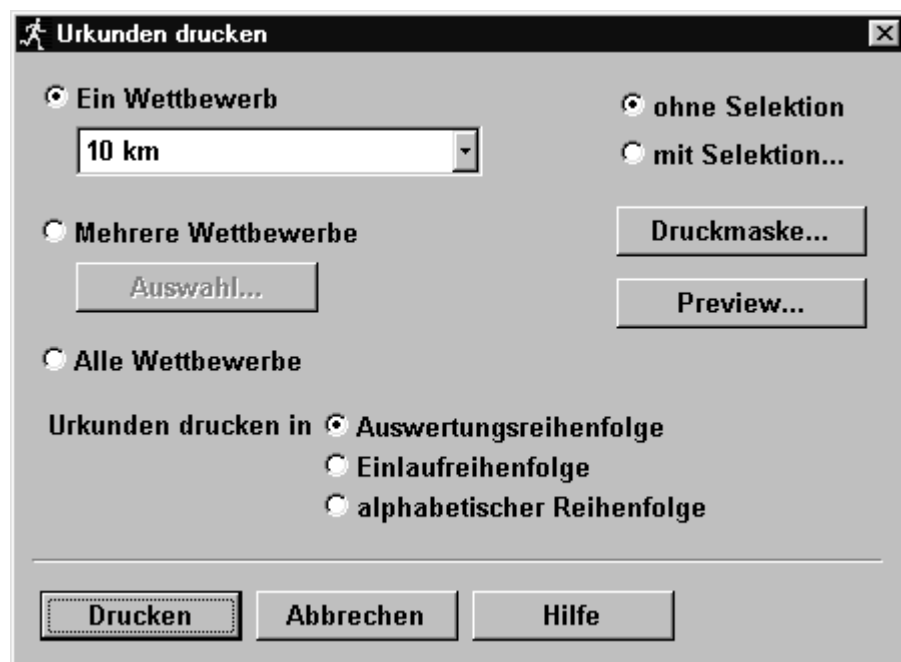 Urkunden drucken
Ein Wettbewerb
10 km
Mehrere Wettbewerbe
Auswahl...
Alle Wettbewerbe
ohne Selektion
mit Selektion...
Druckmaske...
Preview...
Urkunden drucken in
Auswertungsreihenfolge
Einlaufreihenfolge
alphabetischer Reihenfolge
Drucken
Abbrechen
Hilfe